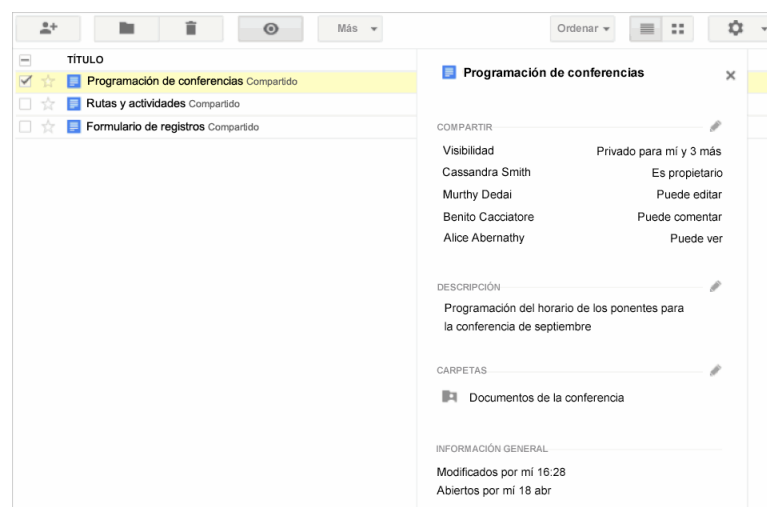 Más
Ordenar
TÍTULO
Programación de conferencias Compartido
Rutas y actividades Compartido
Formulario de registros Compartido
Programación de conferencias
COMPARTIR
Visibilidad Privado para mí y 3 más
Cassandra Smith Es propietario
Murthy Dedai Puede editar
Benito Cacciatore Puede comentar
Alice Abernathy Puede ver
DESCRIPCIÓN
Programación del horario de los ponentes para
la conferencia de septiembre
CARPETAS
Documentos de la conferencia
INFORMACIÓN GENERAL
Modificados por mí 16:28
Abiertos por mí 18 abr